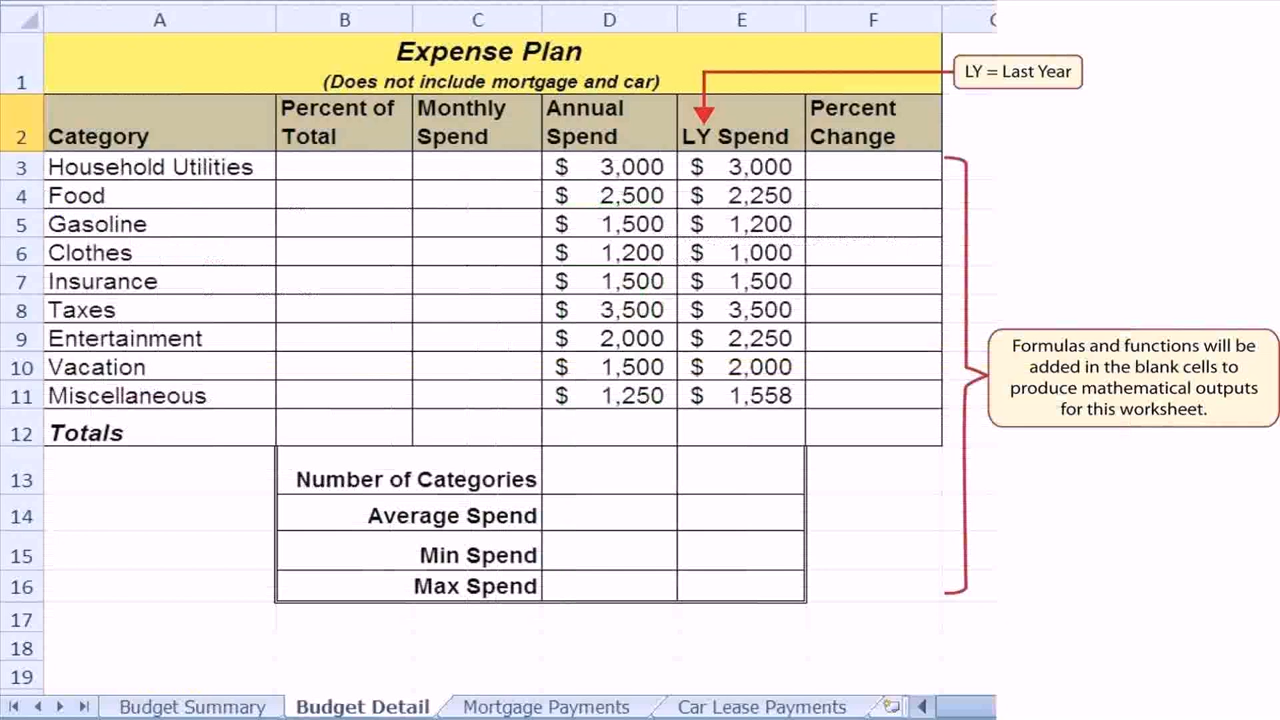 A B C D E F
1 Expense Plan
(Does not include mortgage and car)
LY = Last Year
2 Category Percent of Total Monthly Spend Annual Spend LY Spend Percent Change
3 Household Utilities $ 3,000 $ 3,000
4 Food $ 2,500 $ 2,250
5 Gasoline $ 1,500 $ 1,200
6 Clothes $ 1,200 $ 1,000
7 Insurance $ 1,500 $ 1,500
8 Taxes $ 3,500 $ 3,500
9 Entertainment $ 2,000 $ 2,250
10 Vacation $ 1,500 $ 2,000
11 Miscellaneous $ 1,250 $ 1,558
Formulas and functions will be
added in the blank cells to
produce mathematical outputs
for this worksheet.
12 Totals
13 Number of Categories
14 Average Spend
15 Min Spend
16 Max Spend
17
18
19
Budget Summary Budget Detail Mortgage Payments Car Lease Payments